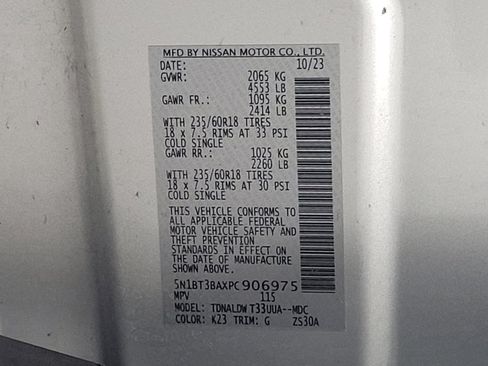 MFD BY NISSAN MOTOR CO., LTD.
DATE: 10/23
GVWR: 2065 KG
4553 LB
GAWR FR.: 1095 KG
2414 LB
WITH 235/60R18 TIRES
18 x 7.5 RIMS AT 33 PSI
COLD SINGLE
GAWR RR.: 1025 KG
2260 LB
WITH 235/60R18 TIRES
18 x 7.5 RIMS AT 30 PSI
COLD SINGLE
THIS VEHICLE CONFORMS TO
ALL APPLICABLE FEDERAL
MOTOR VEHICLE SAFETY AND
THEFT PREVENTION
STANDARDS IN EFFECT ON
THE DATE OF MANUFACTURE
SHOWN ABOVE.
5N1BT3BAXPC906975
MPV 115
MODEL: TDNALDW T33UUA--MDC
COLOR: K23 TRIM: G ZS30A